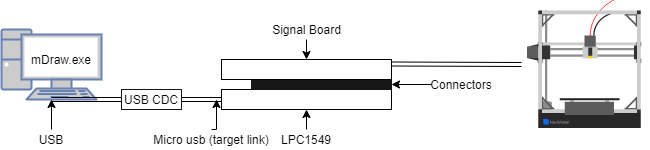 Signal Board
mDraw.exe
Connectors
USB CDC
USB
Micro usb (target link)
LPC1549